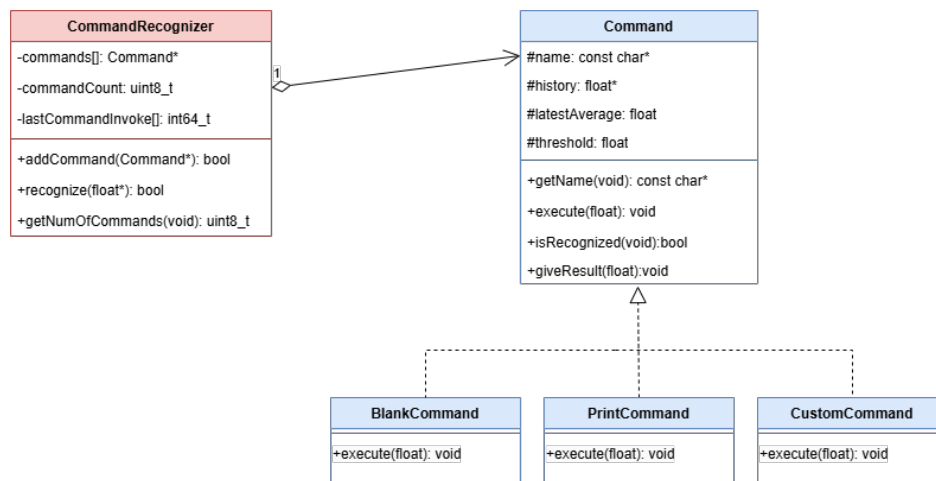 CommandRecognizer
-commands[]: Command*
-commandCount: uint8_t
-lastCommandInvoke[]: int64_t
+addCommand(Command*): bool
+recognize(float*): bool
+getNumOfCommands(void): uint8_t
1
Command
#name: const char*
#history: float*
#latestAverage: float
#threshold: float
+getName(void): const char*
+execute(float): void
+isRecognized(void):bool
+giveResult(float):void
BlankCommand
+execute(float): void
PrintCommand
+execute(float): void
CustomCommand
+execute(float): void